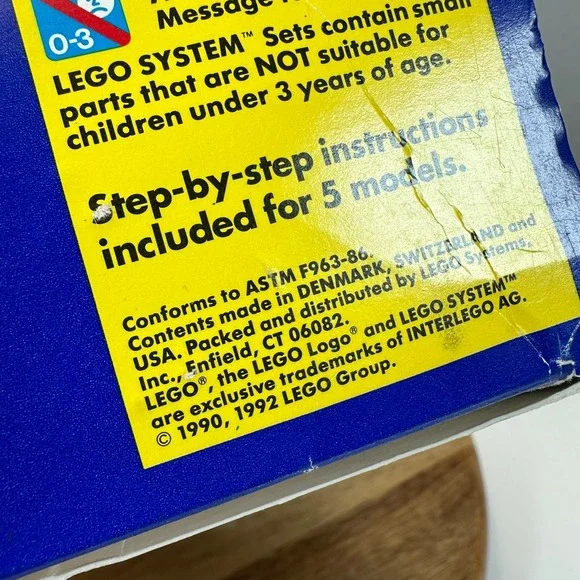 Message to
0-3
LEGO SYSTEM™ Sets contain small
parts that are NOT suitable for
children under 3 years of age.
Step-by-step instructions
included for 5 models.
Conforms to ASTM F963-86.
Contents made in DENMARK, SWITZERLAND and
USA. Packed and distributed by LEGO Systems,
Inc., Enfield, CT 06082.
LEGO®, the LEGO Logo® and LEGO SYSTEM™
are exclusive trademarks of INTERLEGO AG.
© 1990, 1992 LEGO Group.